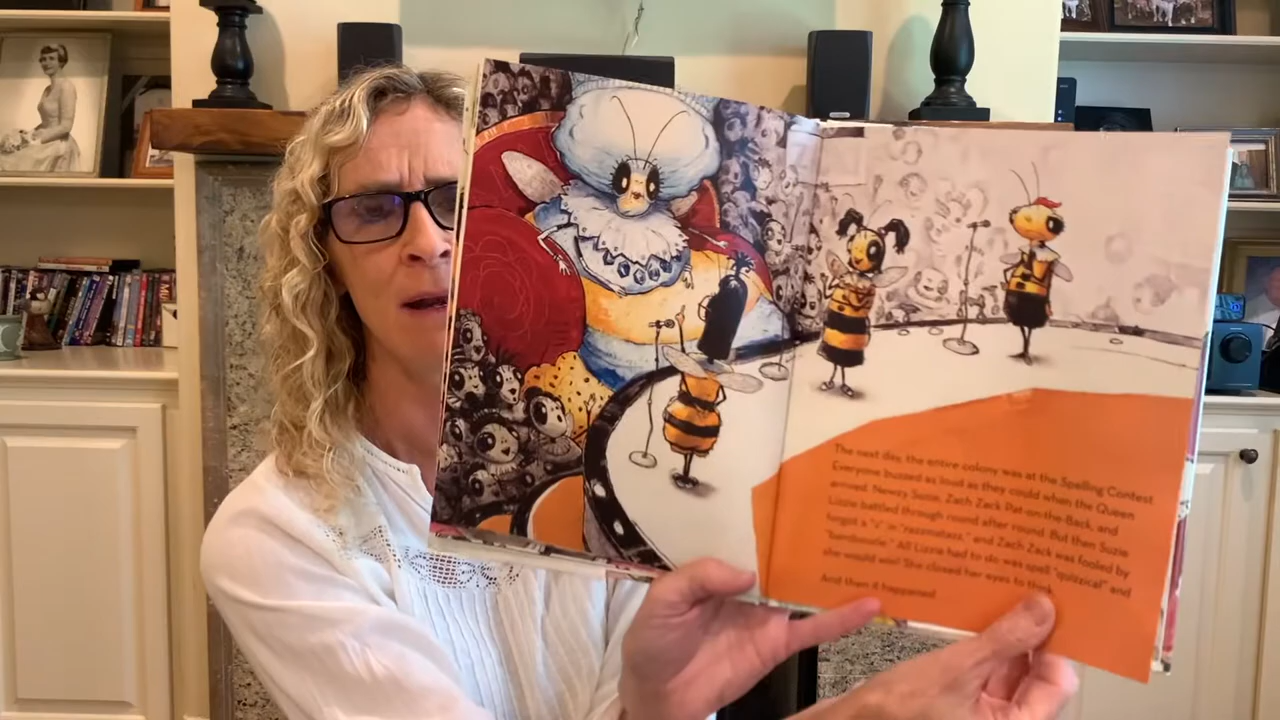 The next day, the entire colony was at the Spelling Contest.
Everyone buzzed as loud as they could when the Queen
arrived. Newsy Suzie, Zach Zack Pat-on-the-Back, and
Lizzie battled through round after round. But then Suzie
forgot a "z" in "razzmatazz," and Zach Zack was fooled by
"bamboozle." All Lizzie had to do was spell "quizzical" and
she would win! She closed her eyes to think.
And then it happened